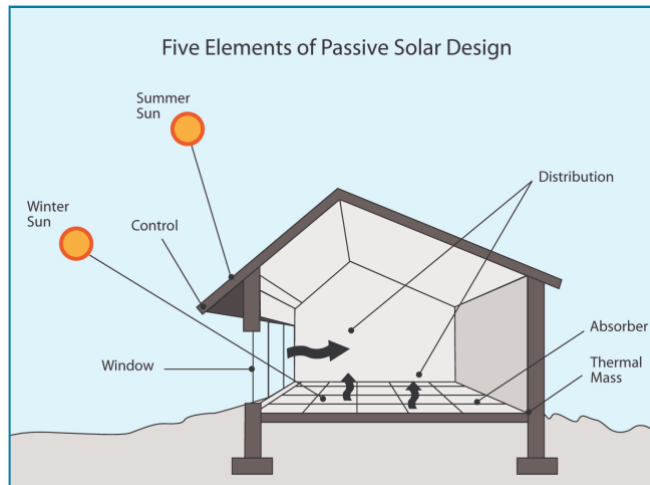 Five Elements of Passive Solar Design
Summer
Sun
Winter
Sun
Control
Distribution
Window
Absorber
Thermal
Mass